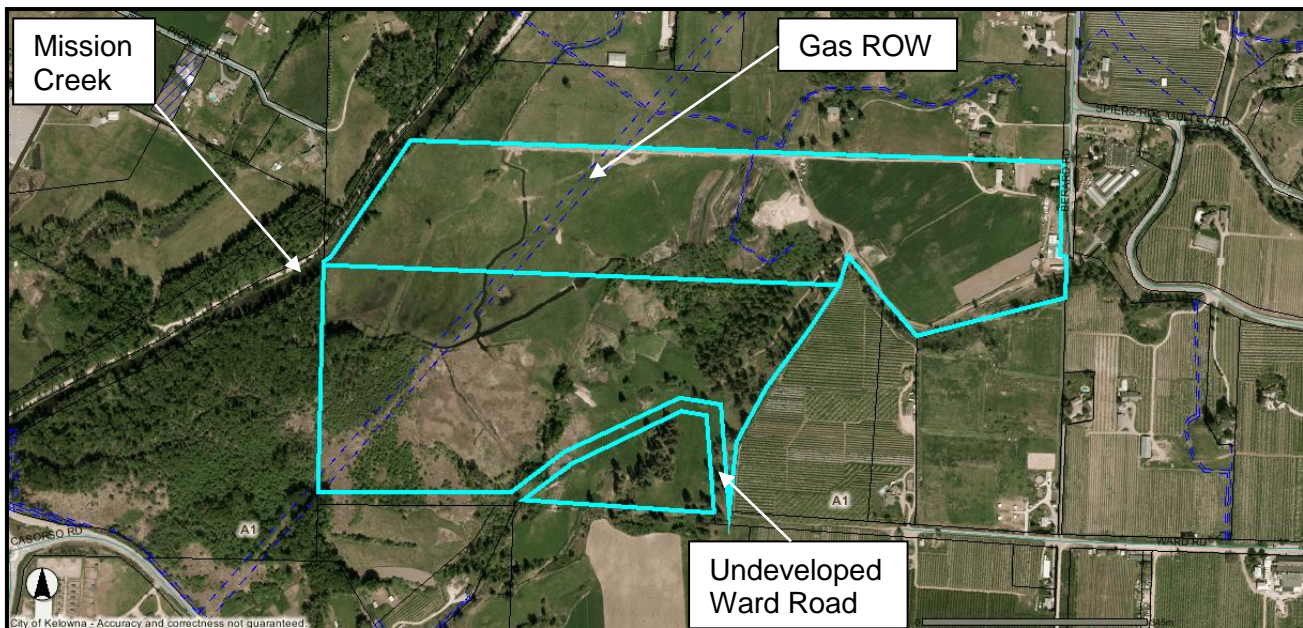 Mission
Creek
Gas ROW
BERARD RD
CASORSO RD
A1
A1
Undeveloped
Ward Road
City of Kelowna - Accuracy and correctness not guaranteed.